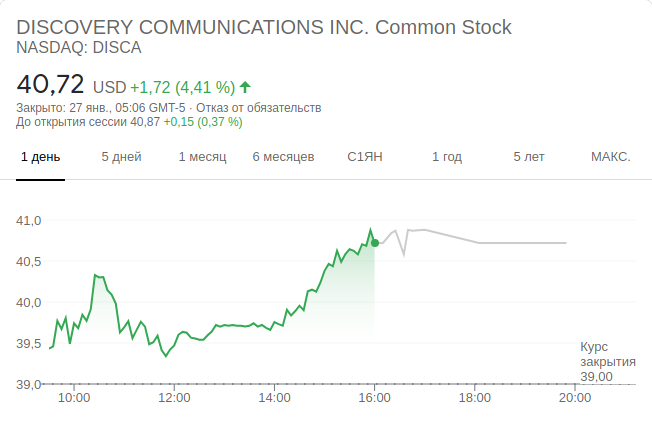 DISCOVERY COMMUNICATIONS INC. Common Stock
NASDAQ: DISCA
40,72 USD +1,72 (4,41 %)
Закрыто: 27 янв., 05:06 GMT-5 · Отказ от обязательств
До открытия сессии 40,87 +0,15 (0,37 %)
1 день 5 дней 1 месяц 6 месяцев С1ЯН 1 год 5 лет МАКС.
41,0
40,5
40,0
39,5
Курс
закрытия
39,00
39,0
10:00 12:00 14:00 16:00 18:00 20:00